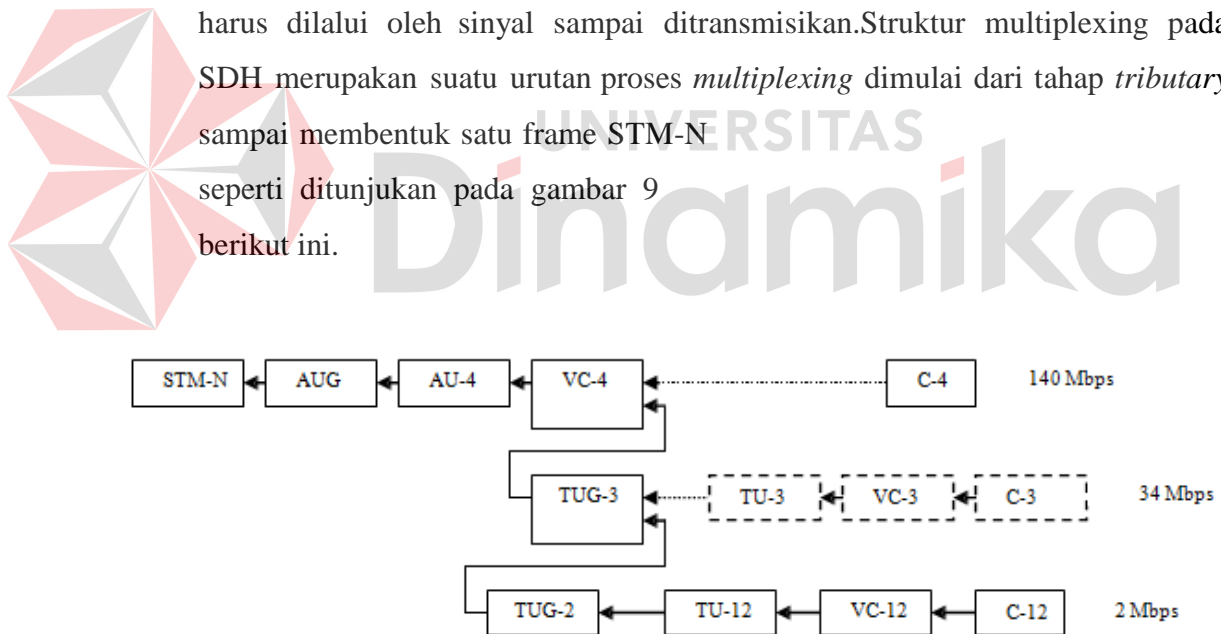 harus dilalui oleh sinyal sampai ditransmisikan.Struktur multiplexing pada
SDH merupakan suatu urutan proses multiplexing dimulai dari tahap tributary
sampai membentuk satu frame STM-N
seperti ditunjukan pada gambar 9
berikut ini.
UNIVERSITAS
Dinamika
STM-N AUG AU-4 VC-4 C-4 140 Mbps
TUG-3 TU-3 VC-3 C-3 34 Mbps
TUG-2 TU-12 VC-12 C-12 2 Mbps